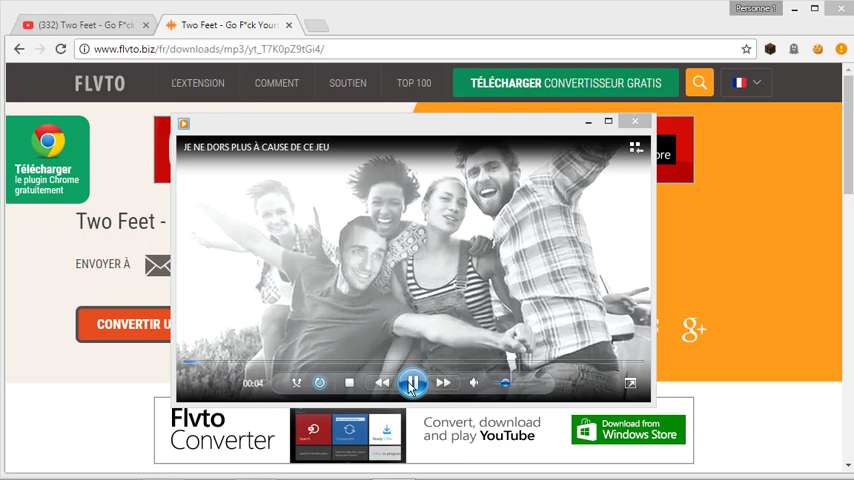 Personne 1
(332) Two Feet - Go F*ck
Two Feet - Go F*ck Your
www.flvto.biz/fr/downloads/mp3/yt_T7K0pZ9tGi4/
FLVTO
L'EXTENSION
COMMENT
SOUTIEN
TOP 100
TÉLÉCHARGER CONVERTISSEUR GRATIS
JE NE DORS PLUS À CAUSE DE CE JEU
ore
Télécharger
le plugin Chrome
gratuitement
Two Feet -
ENVOYER À
CONVERTIR U
g+
00:04
Flvto
Converter
Convert, download
and play YouTube
Download from
Windows Store